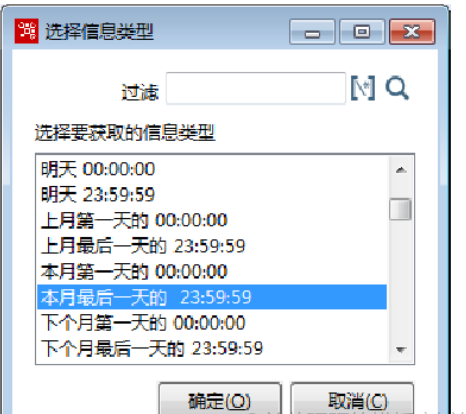 选择信息类型
过滤
选择要获取的信息类型
明天 00:00:00
明天 23:59:59
上月第一天的 00:00:00
上月最后一天的 23:59:59
本月第一天的 00:00:00
本月最后一天的 23:59:59
下个月第一天的 00:00:00
下个月最后一天的 23:59:59
确定(O) 取消(C)